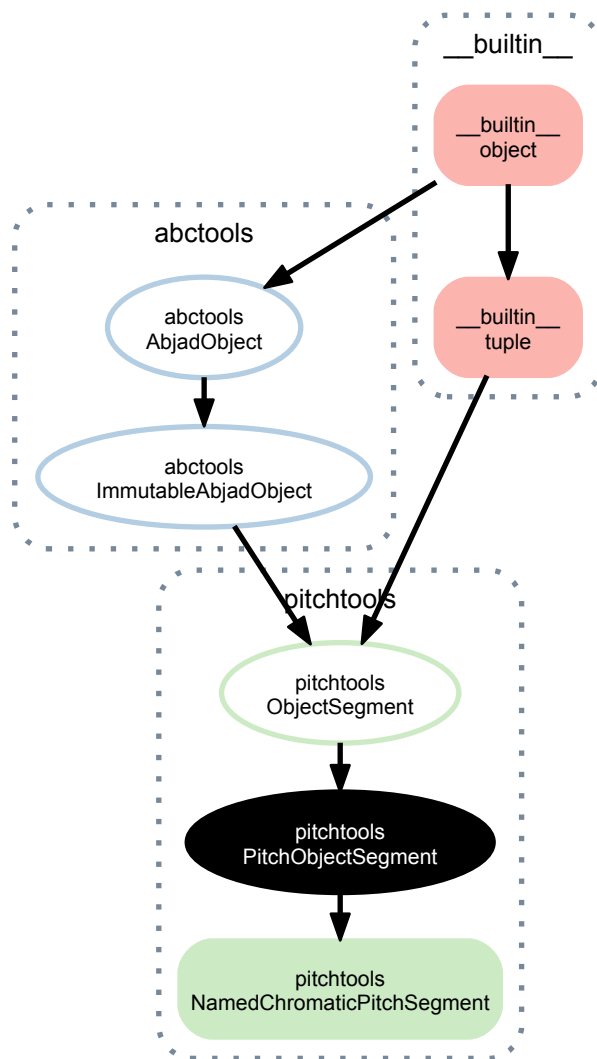 __builtin__
__builtin__
object
abctools
abctools
AbjadObject
__builtin__
tuple
abctools
ImmutableAbjadObject
pitchtools
pitchtools
ObjectSegment
pitchtools
PitchObjectSegment
pitchtools
NamedChromaticPitchSegment